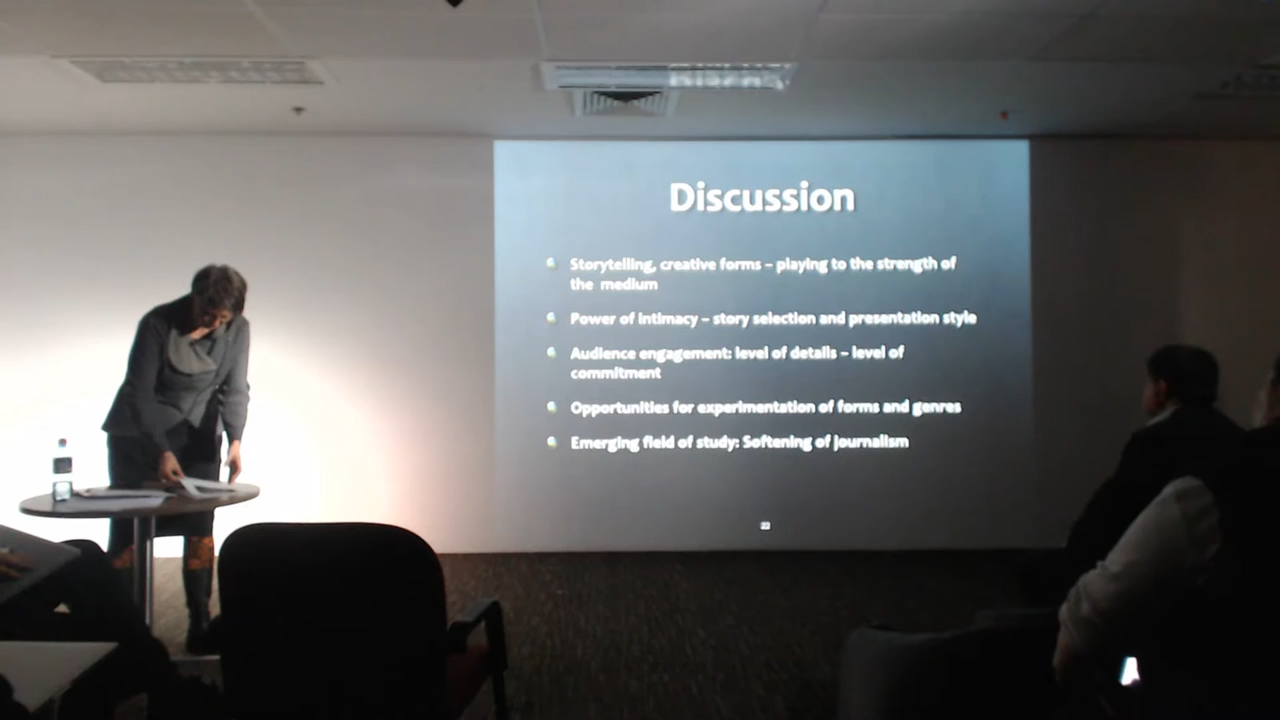 Discussion
Storytelling, creative forms – playing to the strength of
the medium
Power of intimacy – story selection and presentation style
Audience engagement: level of details – level of
commitment
Opportunities for experimentation of forms and genres
Emerging field of study: Softening of journalism